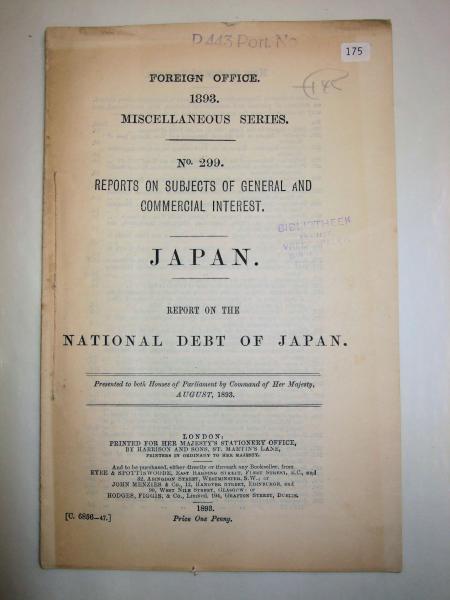 D 443 Port. No
175
FOREIGN OFFICE.
1893.
MISCELLANEOUS SERIES.
No. 299.
REPORTS ON SUBJECTS OF GENERAL AND
COMMERCIAL INTEREST.
BIBLIOTHEEK
JAPAN.
REPORT ON THE
NATIONAL DEBT OF JAPAN.
Presented to both Houses of Parliament by Command of Her Majesty,
AUGUST, 1893.
LONDON:
PRINTED FOR HER MAJESTY'S STATIONERY OFFICE,
BY HARRISON AND SONS, ST. MARTIN'S LANE,
PRINTERS IN ORDINARY TO HER MAJESTY.
And to be purchased, either directly or through any Bookseller, from
EYRE & SPOTTISWOODE, EAST HARDING STREET, FLEET STREET, E.C., and
32, ABINGDON STREET, WESTMINSTER, S.W.; or
JOHN MENZIES & Co., 12, HANOVER STREET, EDINBURGH, and
90, WEST NILE STREET, GLASGOW; or
HODGES, FIGGIS, & Co., Limited, 104, GRAFTON STREET, DUBLIN.
1893.
[C. 6856—47.] Price One Penny.